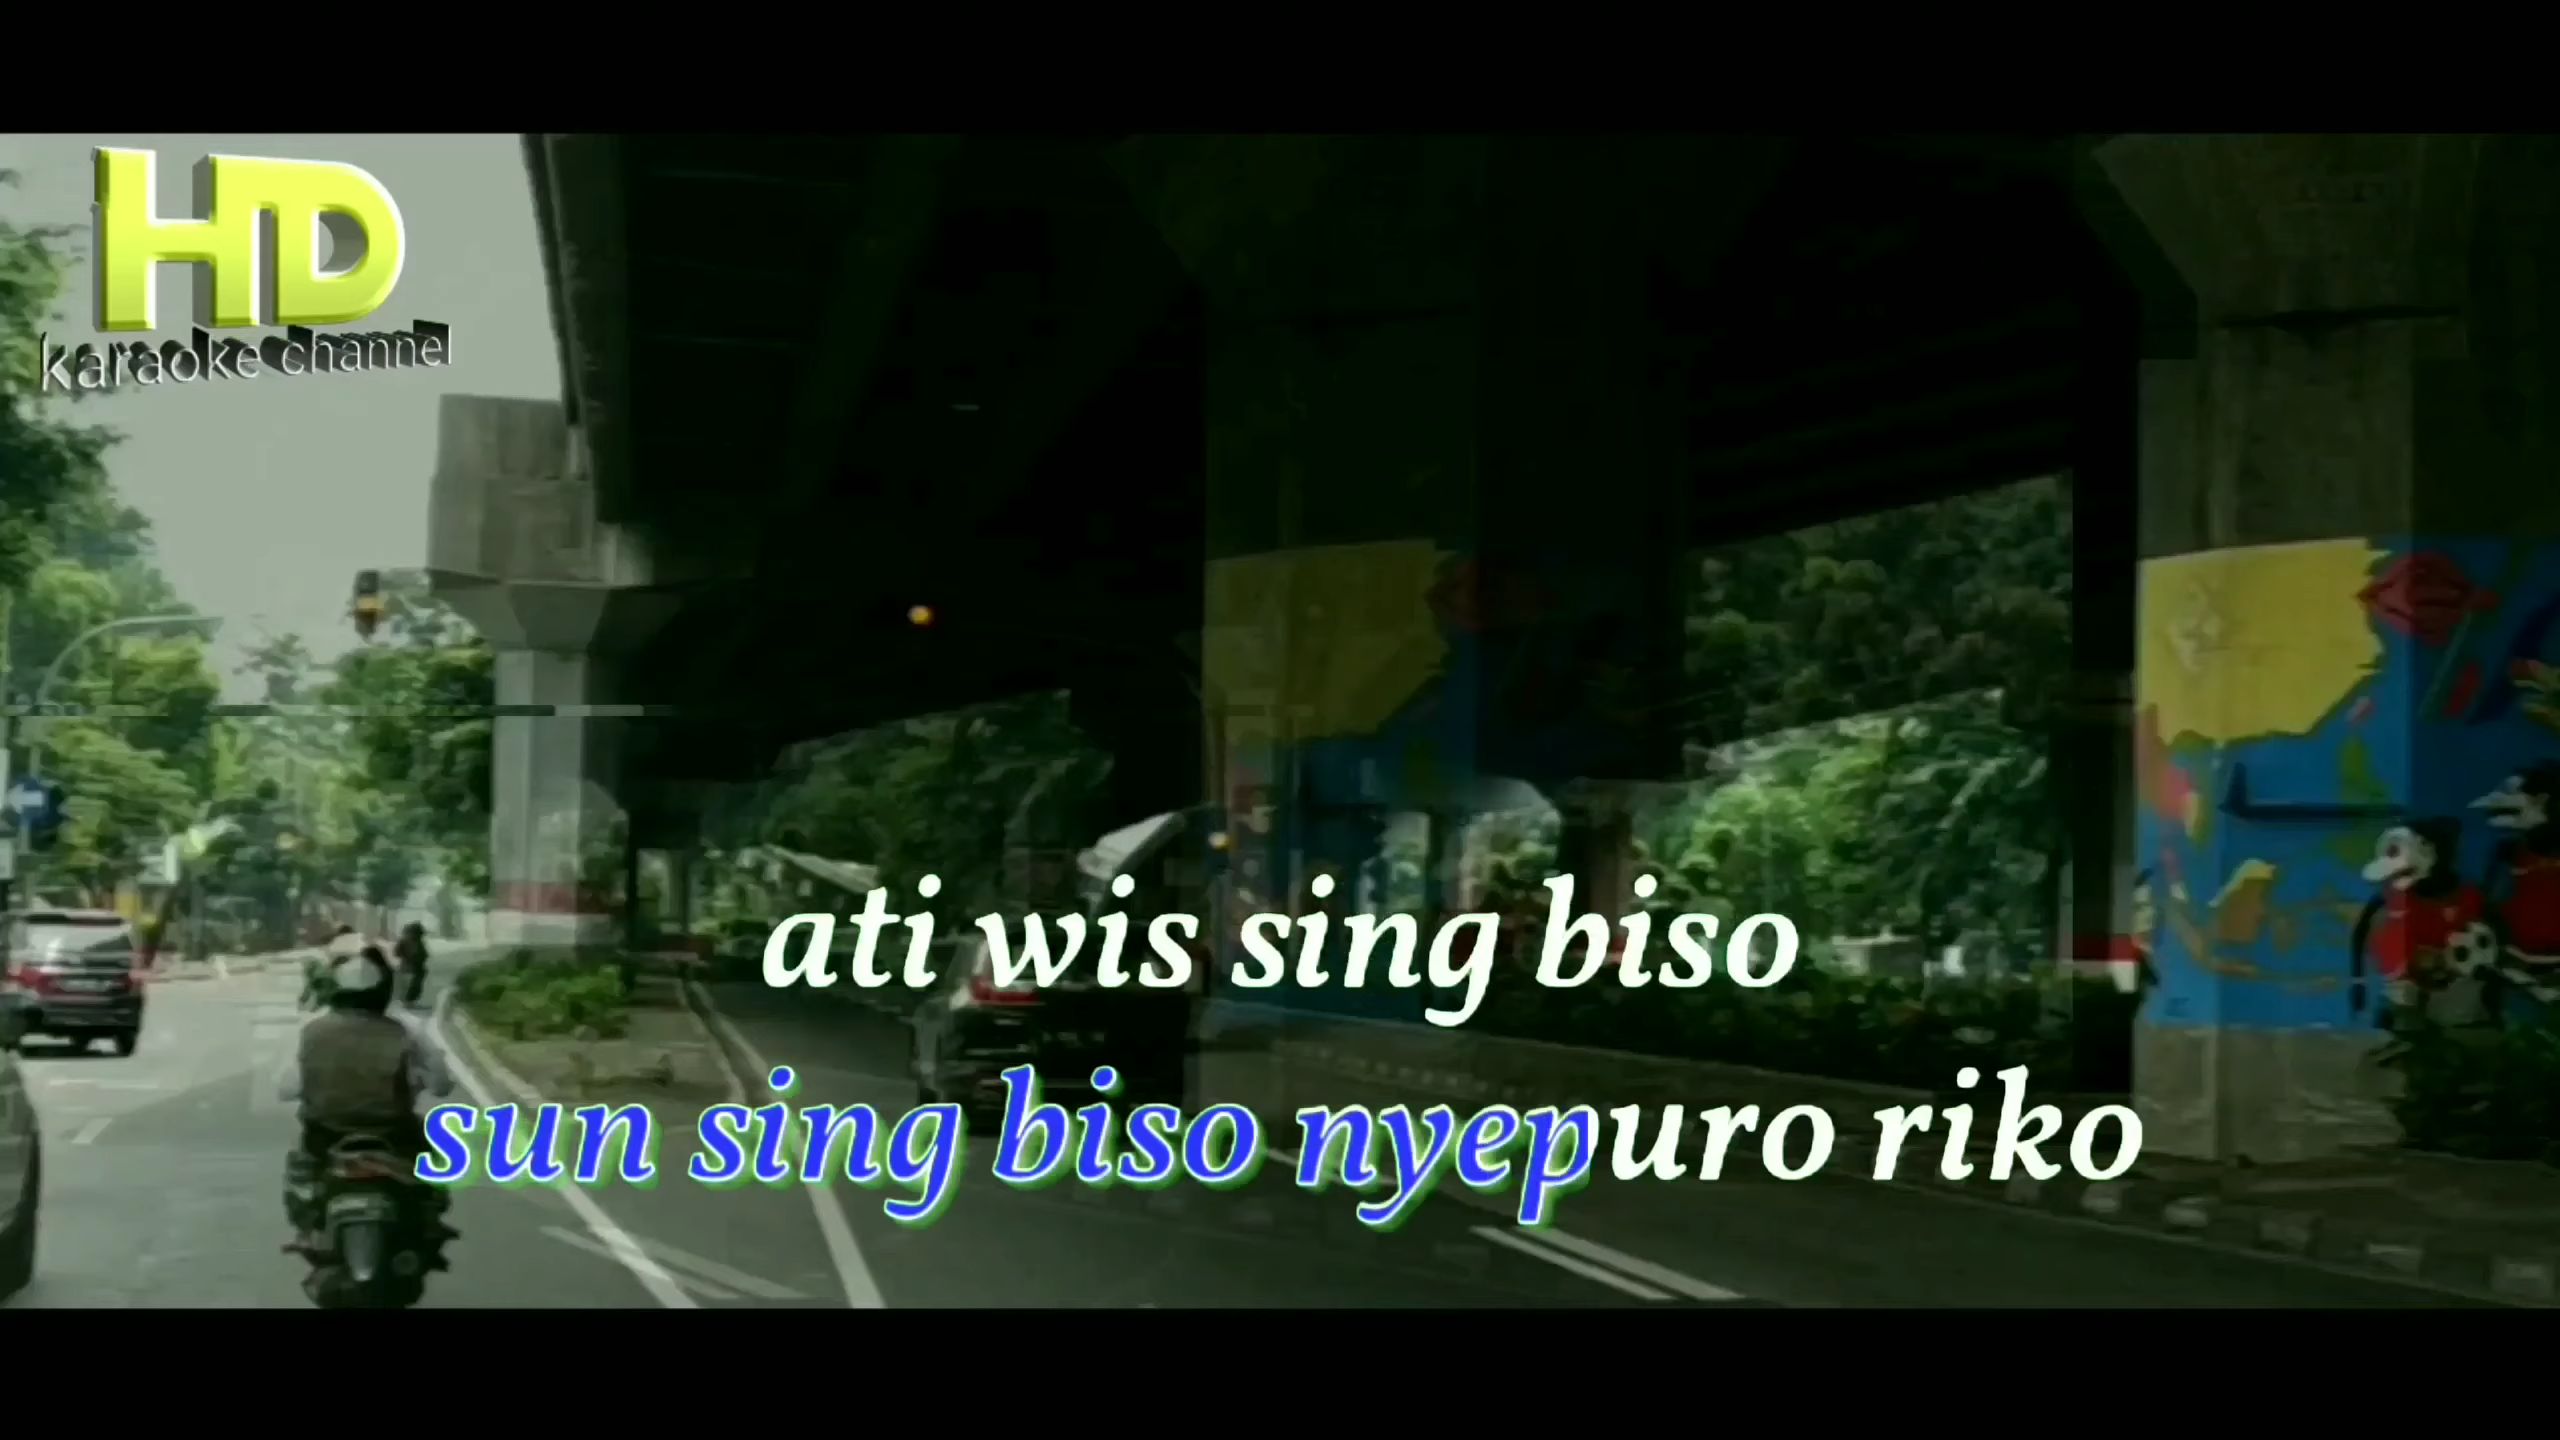 HD
karaoke channel
ati wis sing biso
sun sing biso nyepuro riko